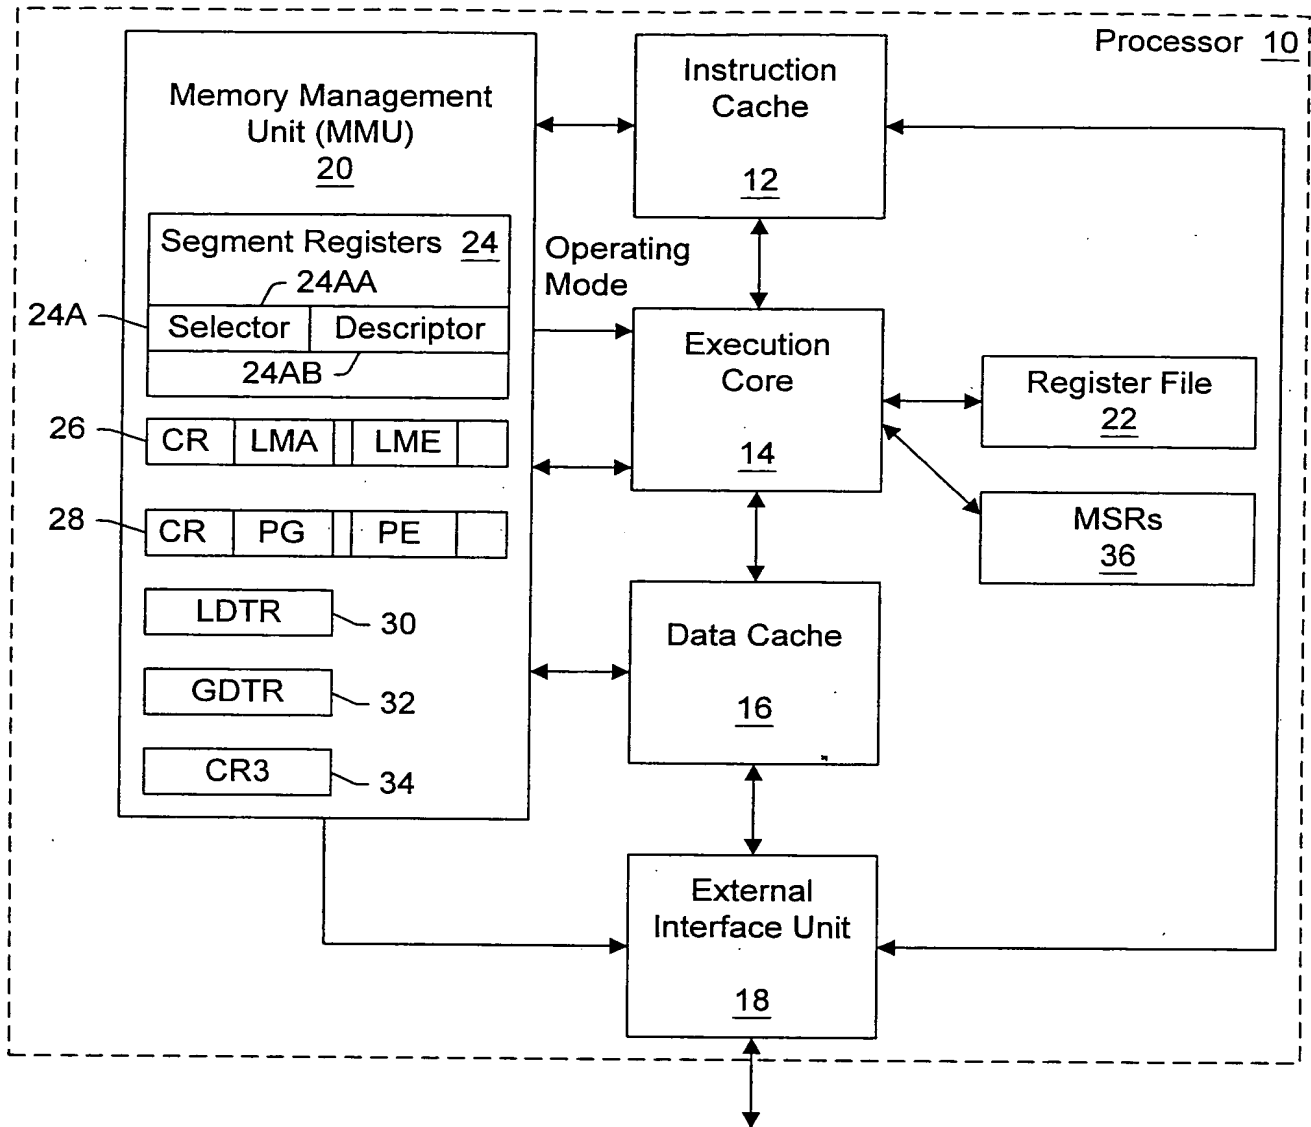 Processor 10
Memory Management
Unit (MMU)
20
Segment Registers 24
24AA
24A
Selector
Descriptor
24AB
26
CR
LMA
LME
28
CR
PG
PE
LDTR
30
GDTR
32
CR3
34
Instruction
Cache
12
Operating
Mode
Execution
Core
14
Register File
22
MSRs
36
Data Cache
16
External
Interface Unit
18